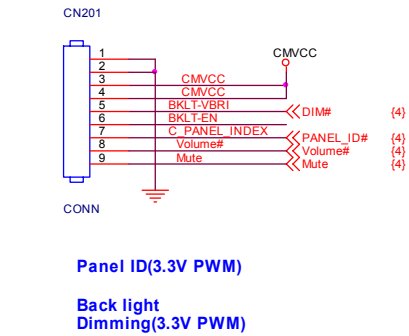 CN201
CMVCC
1
2
3 CMVCC
4 CMVCC
5 BKLT-VBRI DIM# {4}
6 BKLT-EN
7 C_PANEL_INDEX PANEL_ID# {4}
8 Volume# Volume# {4}
9 Mute Mute {4}
CONN
Panel ID(3.3V PWM)
Back light
Dimming(3.3V PWM)